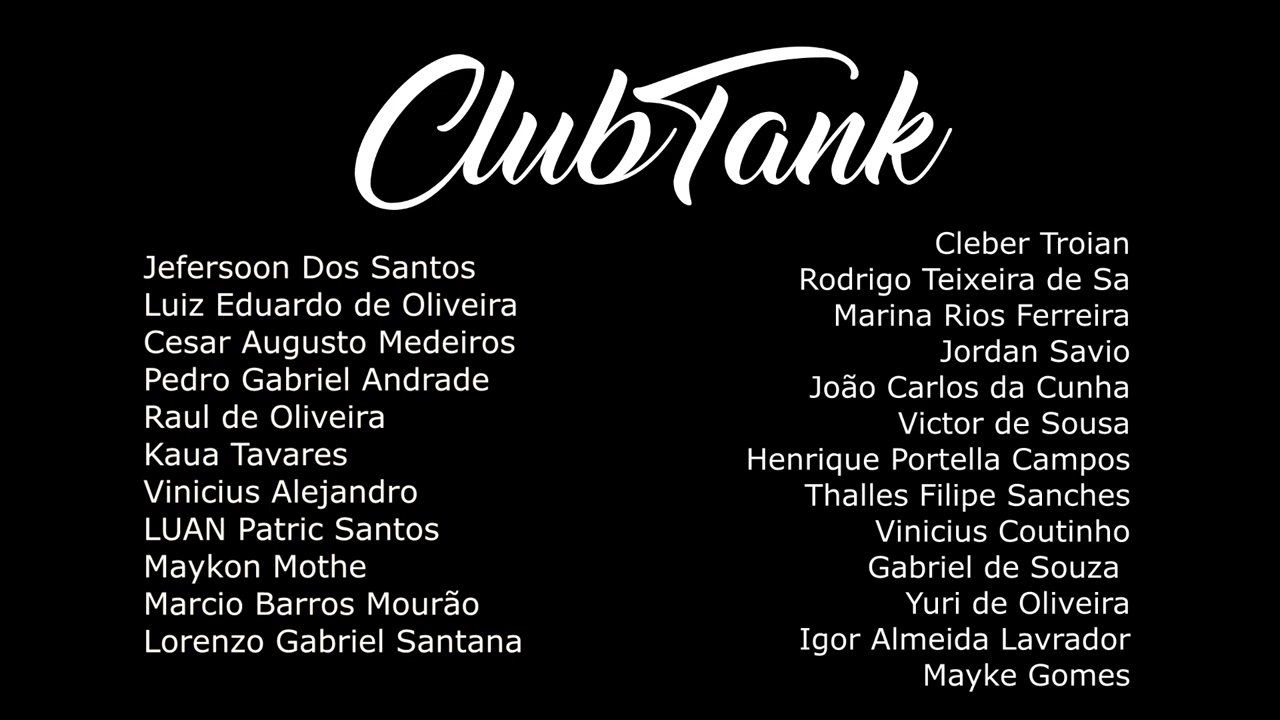 ClubTank
Jefersoon Dos Santos
Luiz Eduardo de Oliveira
Cesar Augusto Medeiros
Pedro Gabriel Andrade
Raul de Oliveira
Kaua Tavares
Vinicius Alejandro
LUAN Patric Santos
Maykon Mothe
Marcio Barros Mourão
Lorenzo Gabriel Santana
Cleber Troian
Rodrigo Teixeira de Sa
Marina Rios Ferreira
Jordan Savio
João Carlos da Cunha
Victor de Sousa
Henrique Portella Campos
Thalles Filipe Sanches
Vinicius Coutinho
Gabriel de Souza
Yuri de Oliveira
Igor Almeida Lavrador
Mayke Gomes